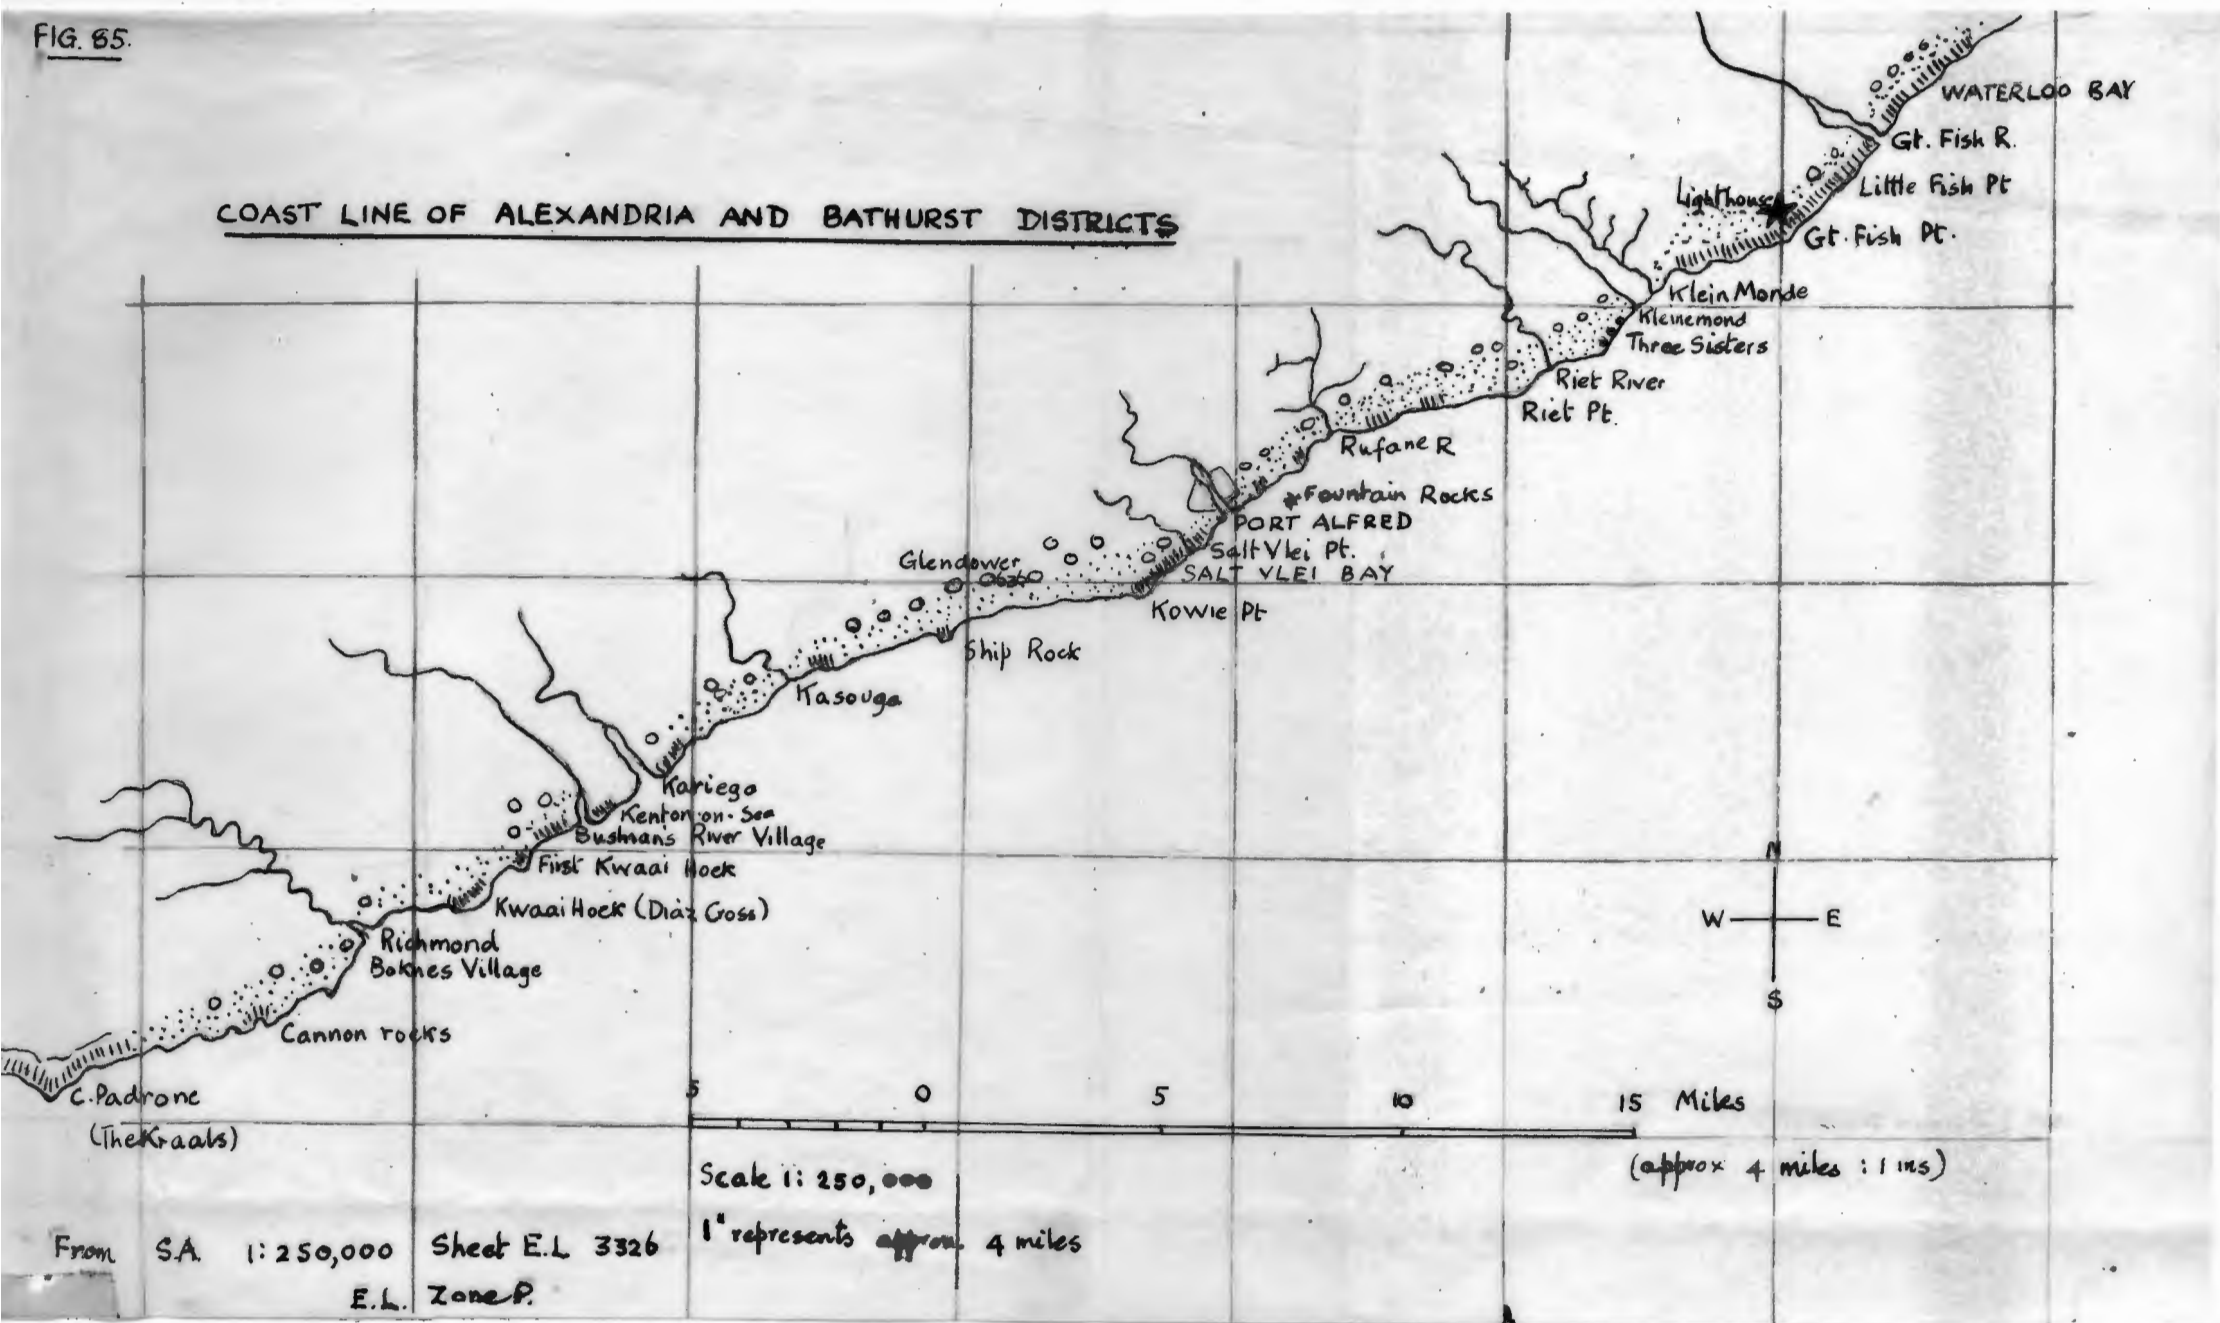 FIG. 85.
COAST LINE OF ALEXANDRIA AND BATHURST DISTRICTS
WATERLOO BAY
Gt. Fish R.
Little Fish Pt
Lighthouse
Gt. Fish Pt.
Klein Monde
Kleinemond
Three Sisters
Riet River
Riet Pt.
Rufane R
Fountain Rocks
PORT ALFRED
Salt Vlei Pt.
SALT VLEI BAY
Glendower
Kowie Pt
Ship Rock
Kasouga
Kariego
Kenton-on-Sea
Bushman's River Village
First Kwaai Hoek
Kwaai Hoek (Diaz Cross)
Richmond
Boknes Village
Cannon rocks
C. Padrone
(The Kraals)
N
W E
S
5 0 5 10 15 Miles
(approx 4 miles : 1 ins)
Scale 1: 250,000
1" represents approx. 4 miles
From S.A. 1:250,000 Sheet E.L 3326
E.L. Zone P.